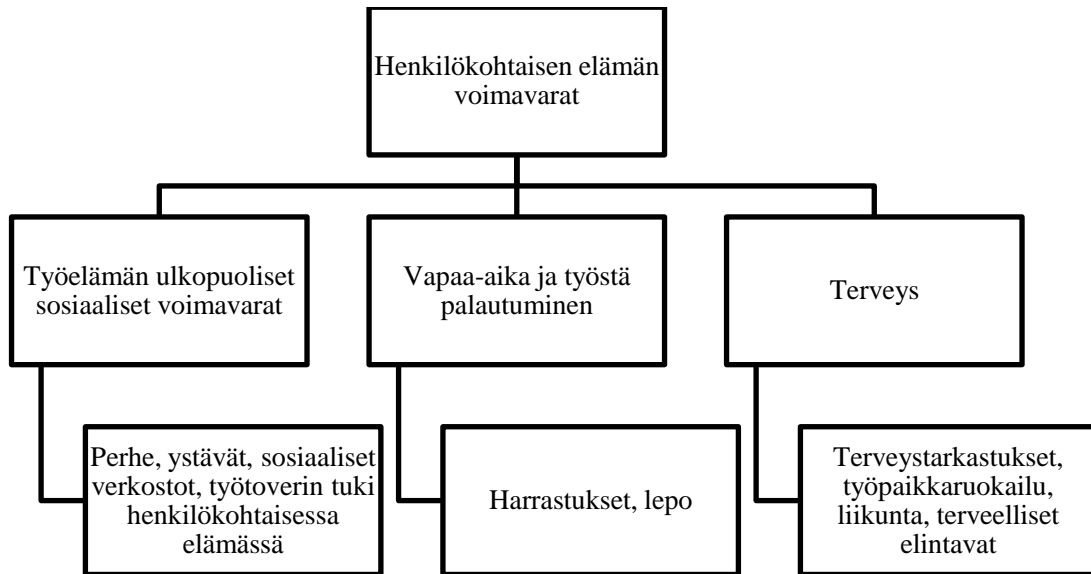 Henkilökohtaisen elämän
voimavarat
Työelämän ulkopuoliset
sosiaaliset voimavarat
Vapaa-aika ja työstä
palautuminen
Terveys
Perhe, ystävät, sosiaaliset
verkostot, työtoverin tuki
henkilökohtaisessa
elämässä
Harrastukset, lepo
Terveystarkastukset,
työpaikkaruokailu,
liikunta, terveelliset
elintavat